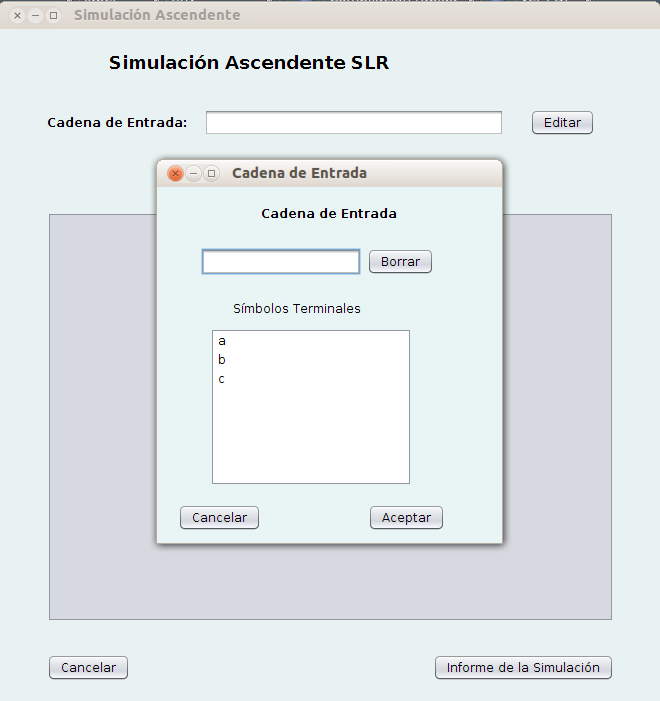 Simulación Ascendente
Simulación Ascendente SLR
Cadena de Entrada:
Editar
Cadena de Entrada
Cadena de Entrada
Borrar
Símbolos Terminales
a
b
c
Cancelar
Aceptar
Cancelar
Informe de la Simulación